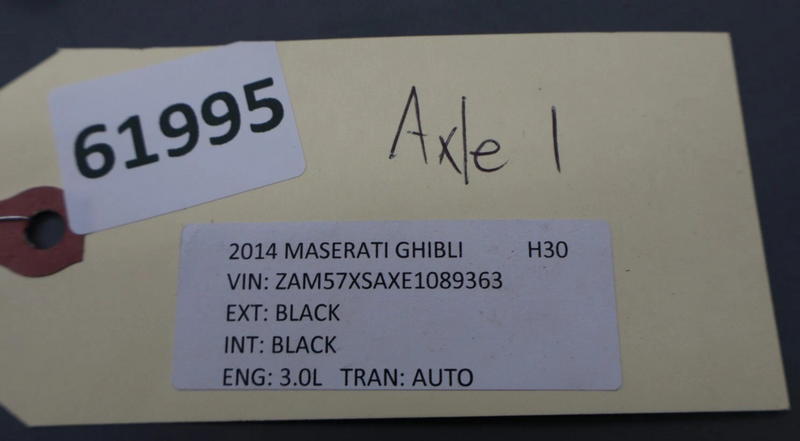 61995
Axle 1
2014 MASERATI GHIBLI H30
VIN: ZAM57XSAXE1089363
EXT: BLACK
INT: BLACK
ENG: 3.0L TRAN: AUTO